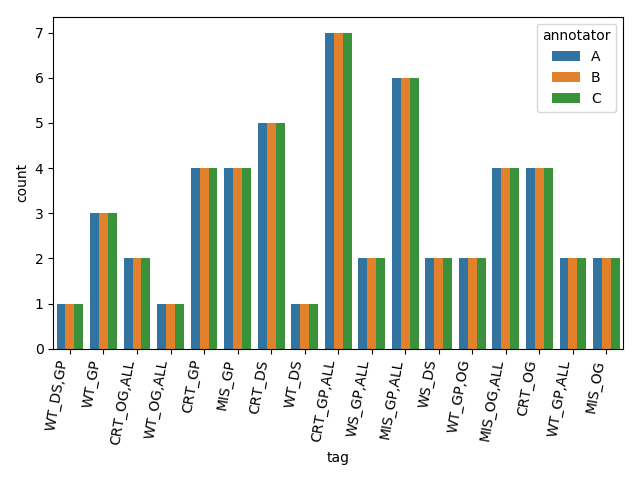 annotator
A
B
C
7
6
5
4
3
2
1
0
count
WT_DS,GP
WT_GP
CRT_OG,ALL
WT_OG,ALL
CRT_GP
MIS_GP
CRT_DS
WT_DS
CRT_GP,ALL
WS_GP,ALL
MIS_GP,ALL
WS_DS
WT_GP,OG
MIS_OG,ALL
CRT_OG
WT_GP,ALL
MIS_OG
tag